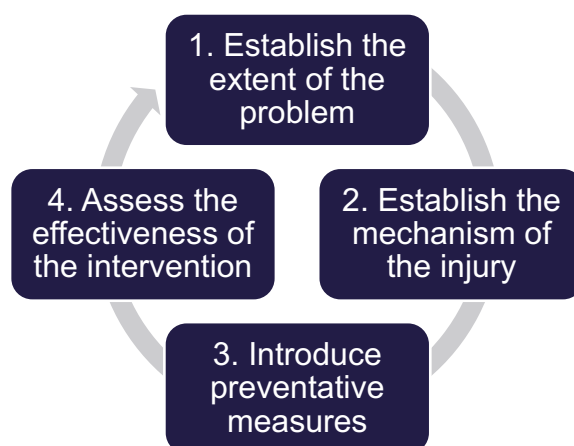 1. Establish the
extent of the
problem
2. Establish the
mechanism of
the injury
3. Introduce
preventative
measures
4. Assess the
effectiveness of
the intervention